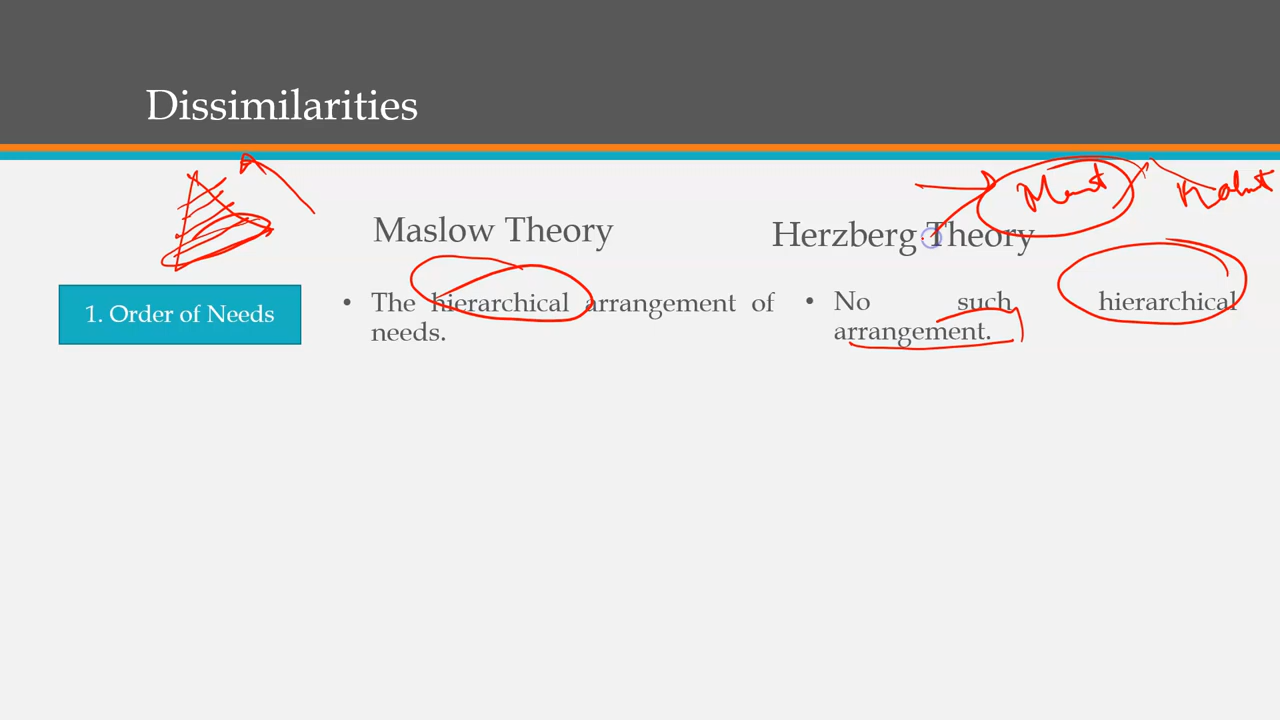 Dissimilarities
Maslow Theory
Herzberg Theory
1. Order of Needs
• The hierarchical arrangement of
needs.
• No such hierarchical
arrangement.